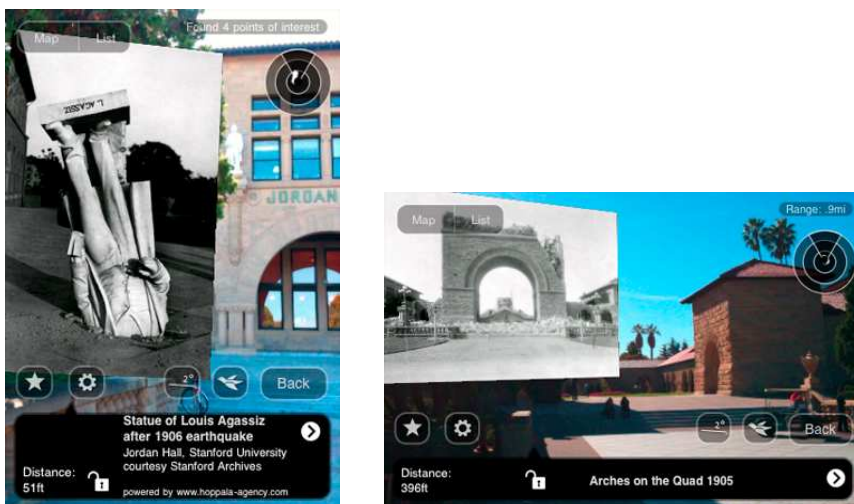 Found 4 points of interest
Map List
L. AGASSIZ
JORDAN
2°
Back
Statue of Louis Agassiz
after 1906 earthquake
Jordan Hall, Stanford University
courtesy Stanford Archives
Distance:
51ft
powered by www.hoppala-agency.com
Range: .9mi
Map List
2°
Back
Distance:
396ft
Arches on the Quad 1905